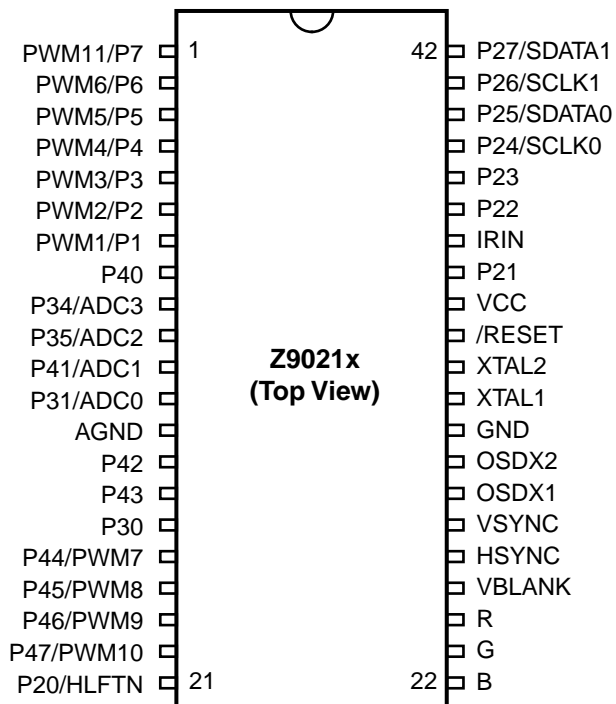 PWM11/P7 1 42 P27/SDATA1
PWM6/P6 P26/SCLK1
PWM5/P5 P25/SDATA0
PWM4/P4 P24/SCLK0
PWM3/P3 P23
PWM2/P2 P22
PWM1/P1 IRIN
P40 P21
P34/ADC3 VCC
P35/ADC2 /RESET
Z9021x
P41/ADC1 XTAL2
(Top View)
P31/ADC0 XTAL1
AGND GND
P42 OSDX2
P43 OSDX1
P30 VSYNC
P44/PWM7 HSYNC
P45/PWM8 VBLANK
P46/PWM9 R
P47/PWM10 G
P20/HLFTN 21 22 B